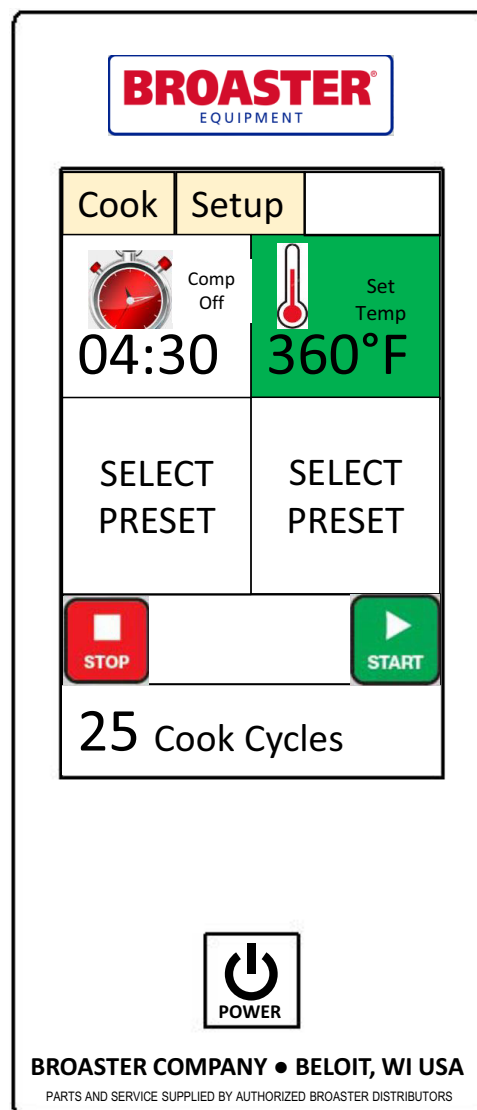 BROASTER®
EQUIPMENT
Cook Setup
Comp
Off
04:30
Set
Temp
360°F
SELECT
PRESET
SELECT
PRESET
STOP
START
25 Cook Cycles
POWER
BROASTER COMPANY ● BELOIT, WI USA
PARTS AND SERVICE SUPPLIED BY AUTHORIZED BROASTER DISTRIBUTORS